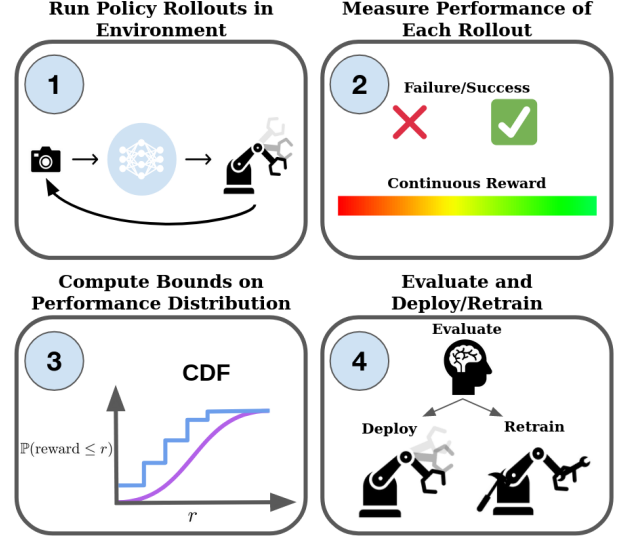 Run Policy Rollouts in
Environment
1
Measure Performance of
Each Rollout
2
Failure/Success
Continuous Reward
Compute Bounds on
Performance Distribution
3
CDF
ℙ(reward ≤ r)
r
Evaluate and
Deploy/Retrain
4
Evaluate
Deploy
Retrain